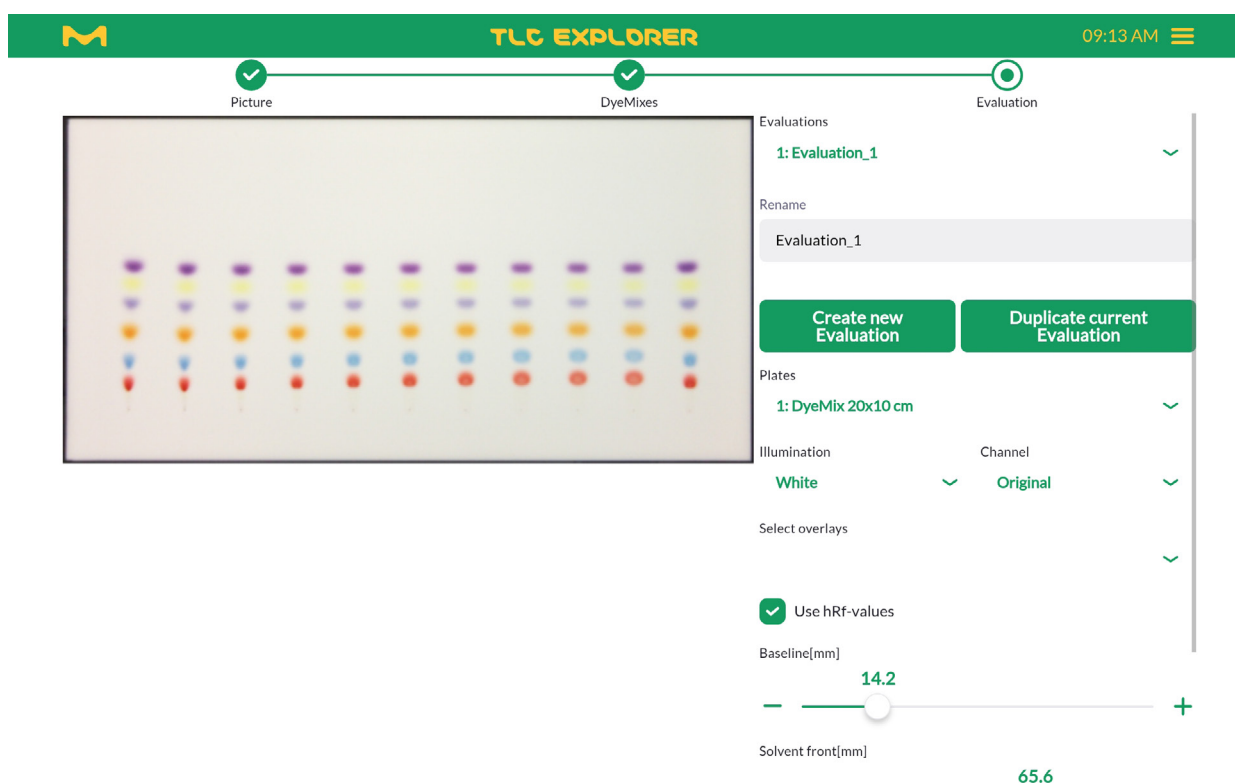 TLC EXPLORER
09:13 AM
Picture
DyeMixes
Evaluation
Evaluations
1: Evaluation_1
Rename
Evaluation_1
Create new
Evaluation
Duplicate current
Evaluation
Plates
1: DyeMix 20x10 cm
Illumination
Channel
White
Original
Select overlays
Use hRf-values
Baseline[mm]
14.2
Solvent front[mm]
65.6